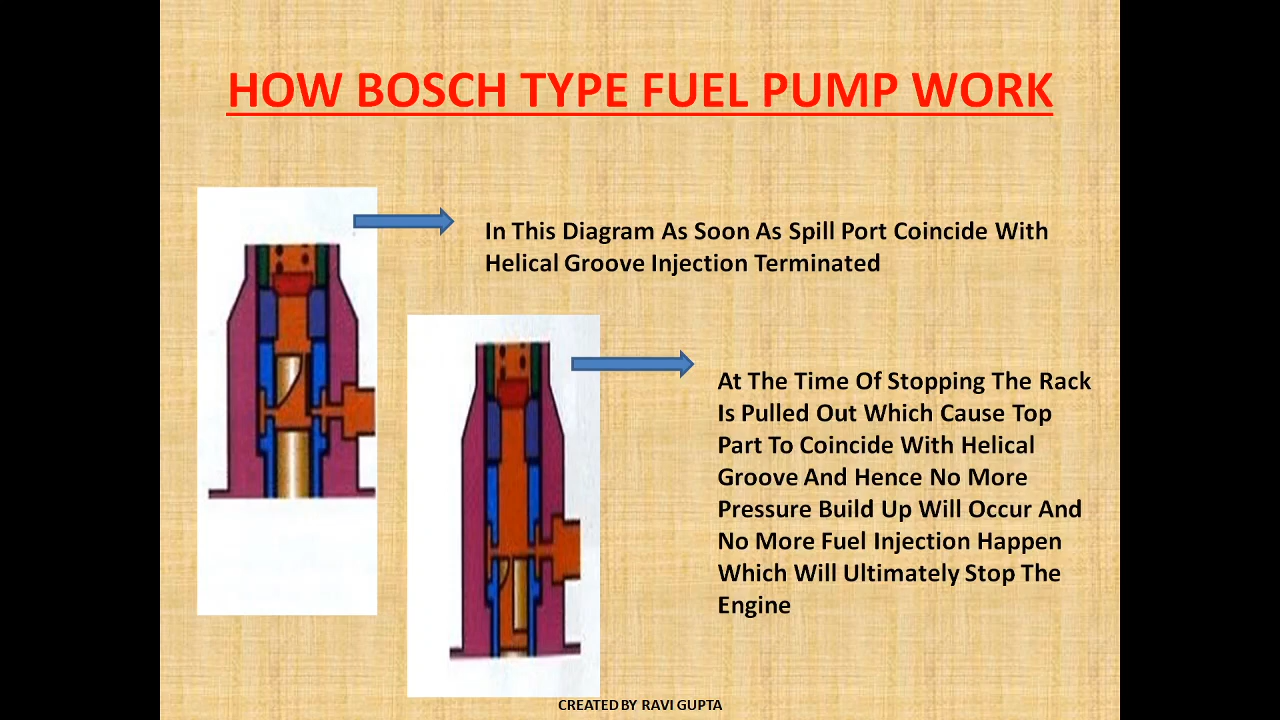 HOW BOSCH TYPE FUEL PUMP WORK
In This Diagram As Soon As Spill Port Coincide With
Helical Groove Injection Terminated
At The Time Of Stopping The Rack
Is Pulled Out Which Cause Top
Part To Coincide With Helical
Groove And Hence No More
Pressure Build Up Will Occur And
No More Fuel Injection Happen
Which Will Ultimately Stop The
Engine
CREATED BY RAVI GUPTA